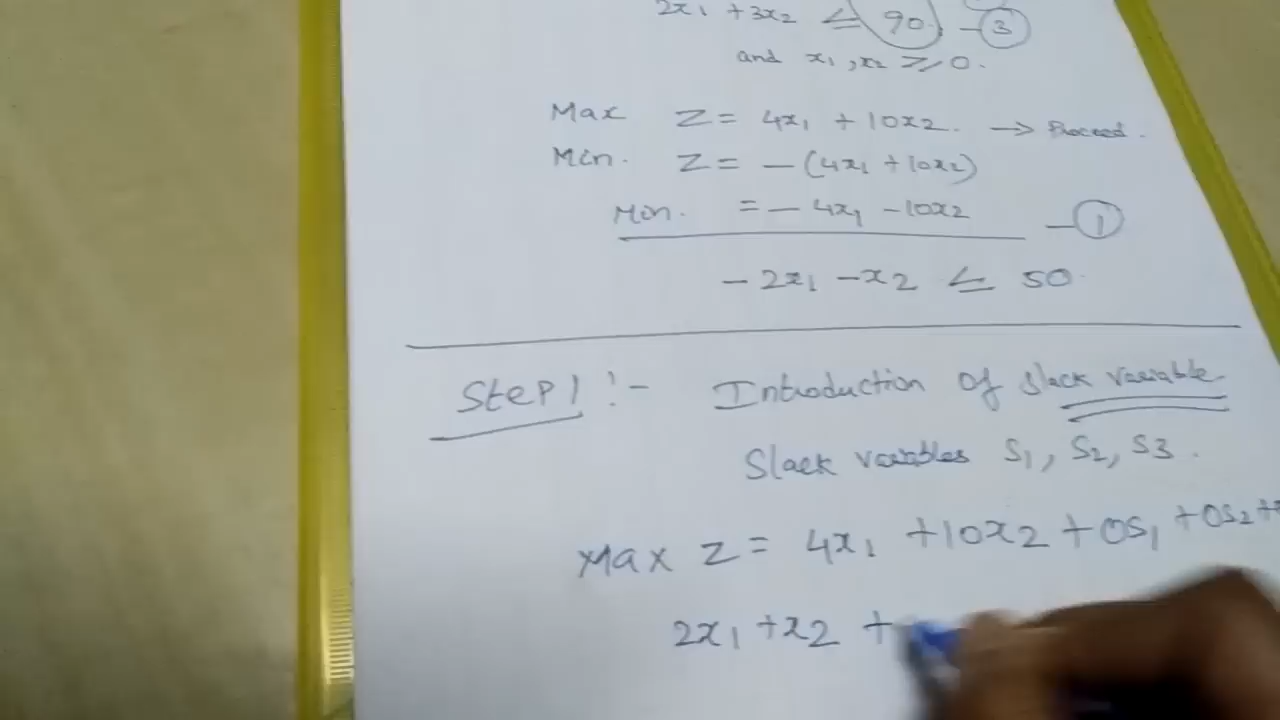 2x₁ + 3x₂ ≤ 90 - ③
and x₁, x₂ ≥ 0.
Max Z = 4x₁ + 10x₂. → Proceed.
Min. Z = - (4x₁ + 10x₂)
Min. = - 4x₁ - 10x₂ - ①
- 2x₁ - x₂ ≤ 50.
Step 1 :- Introduction of slack variable
Slack variables S₁, S₂, S₃.
Max Z = 4x₁ + 10x₂ + 0S₁ + 0S₂ +
2x₁ + x₂ +